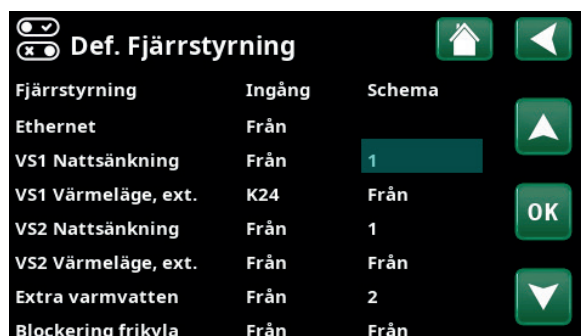 Def. Fjärrstyrning
Fjärrstyrning Ingång Schema
Ethernet Från
VS1 Nattsänkning Från 1
VS1 Värmeläge, ext. K24 Från
OK
VS2 Nattsänkning Från 1
VS2 Värmeläge, ext. Från Från
Extra varmvatten Från 2
Blockering frikyla Från Från